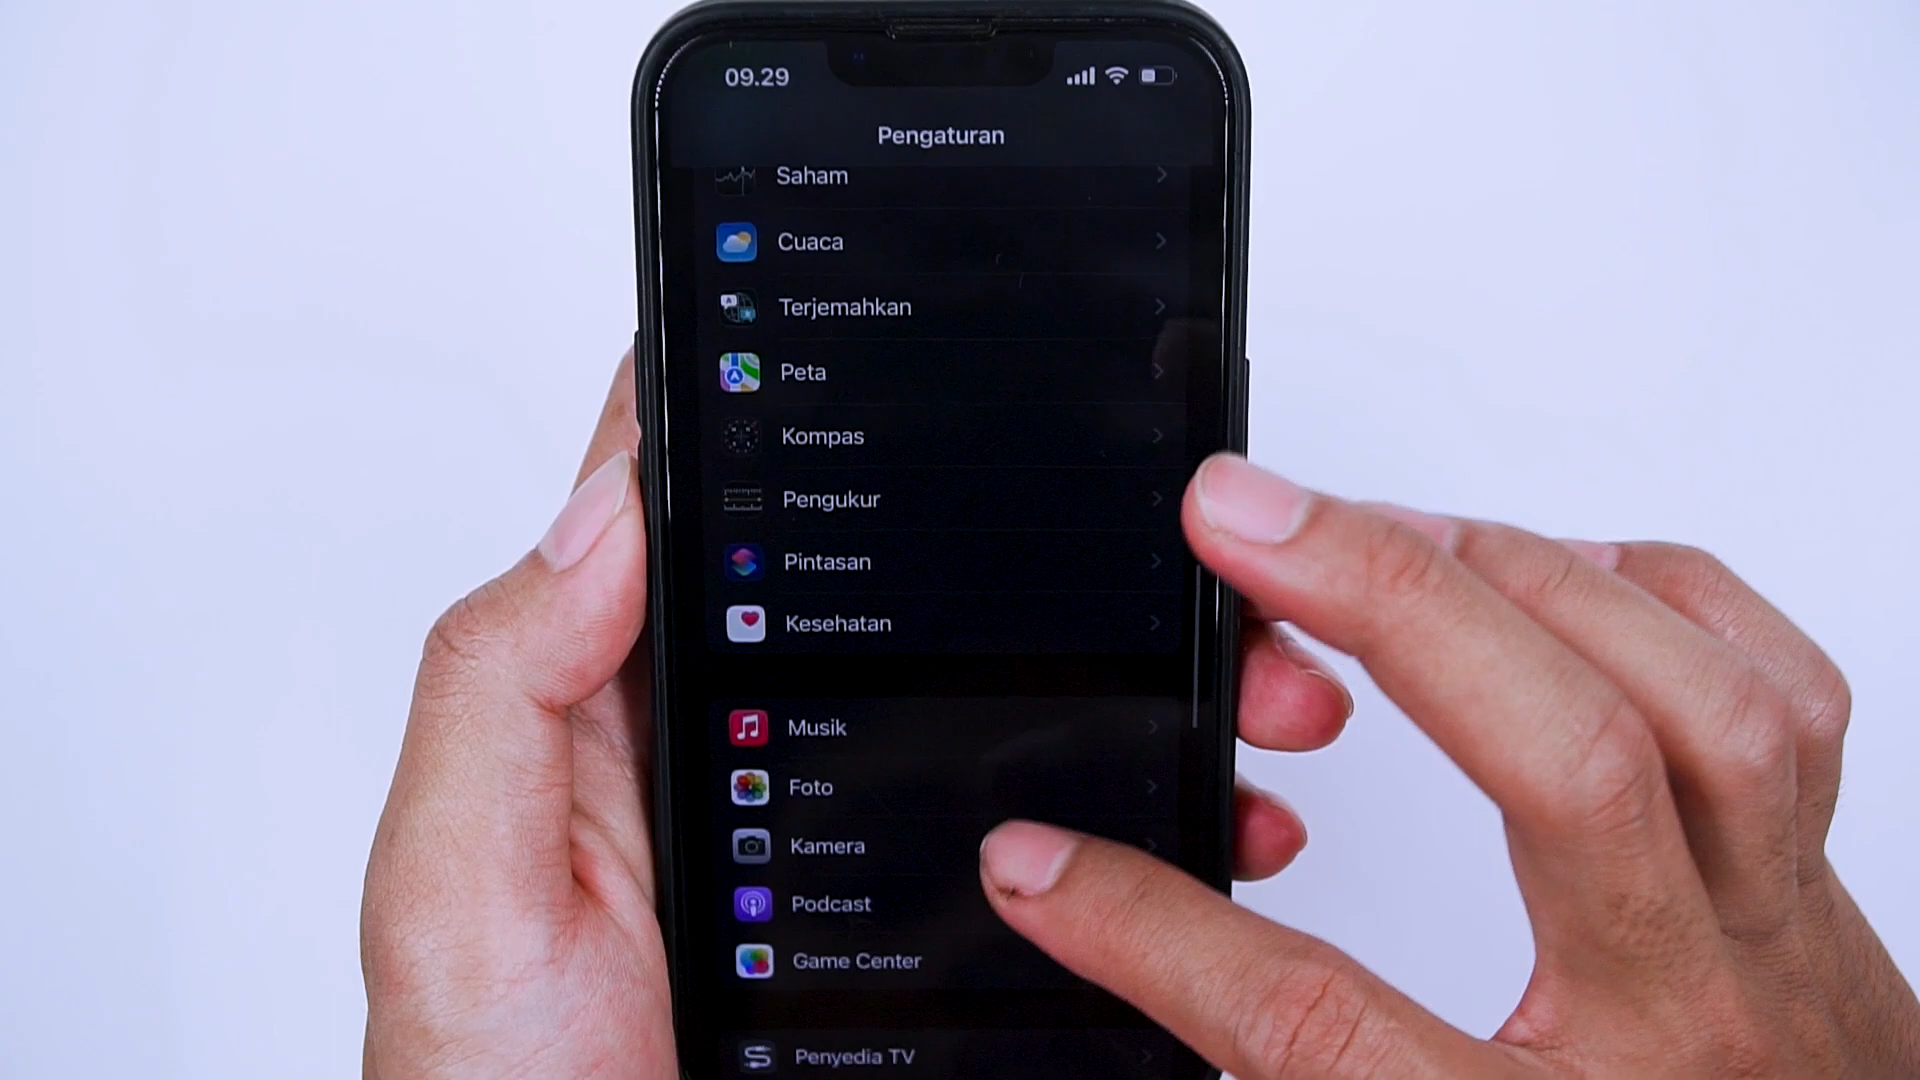 09.29
Pengaturan
Saham
Cuaca
Terjemahkan
Peta
Kompas
Pengukur
Pintasan
Kesehatan
Musik
Foto
Kamera
Podcast
Game Center
Penyedia TV